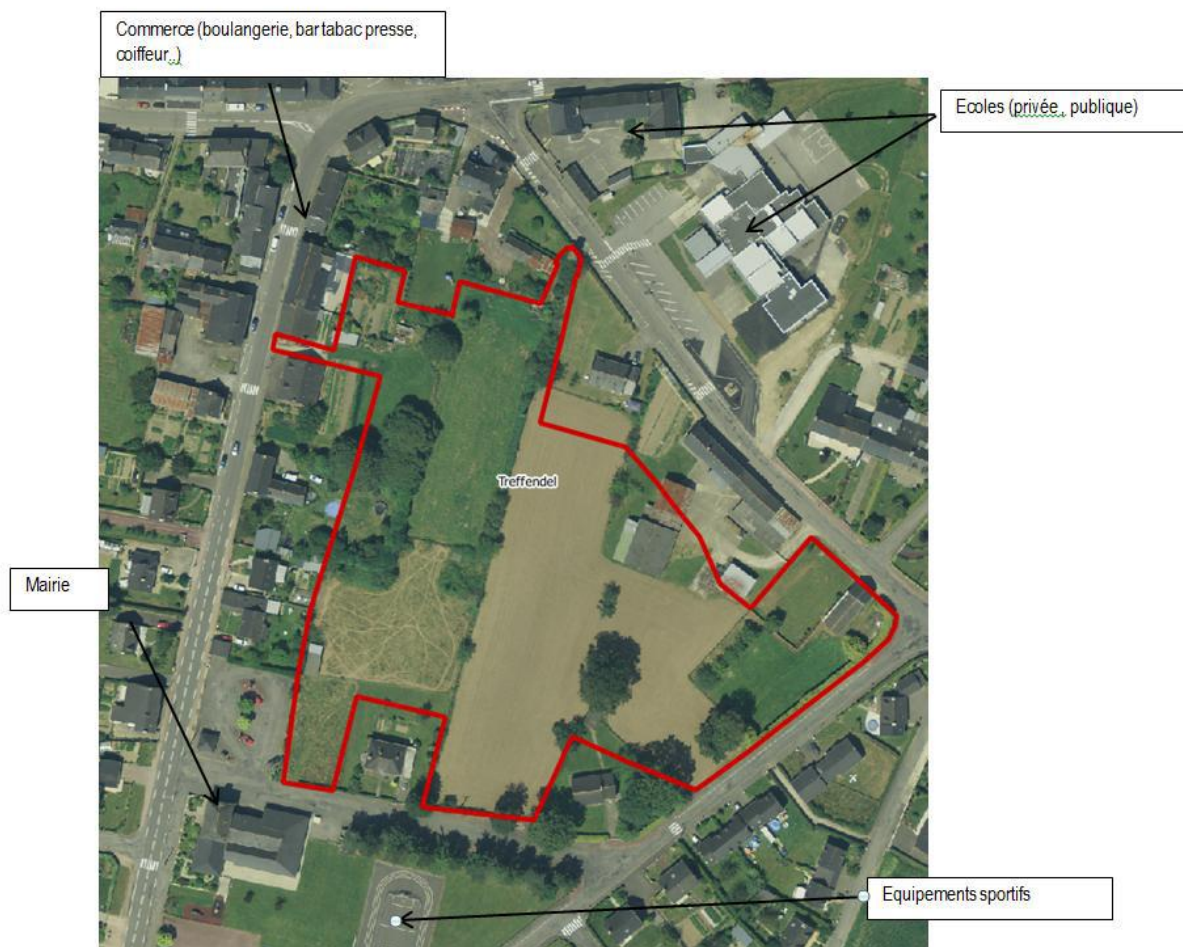 Commerce (boulangerie, bar tabac presse,
coiffeur..)
Ecoles (privée , publique)
Treffendel
Mairie
Equipements sportifs